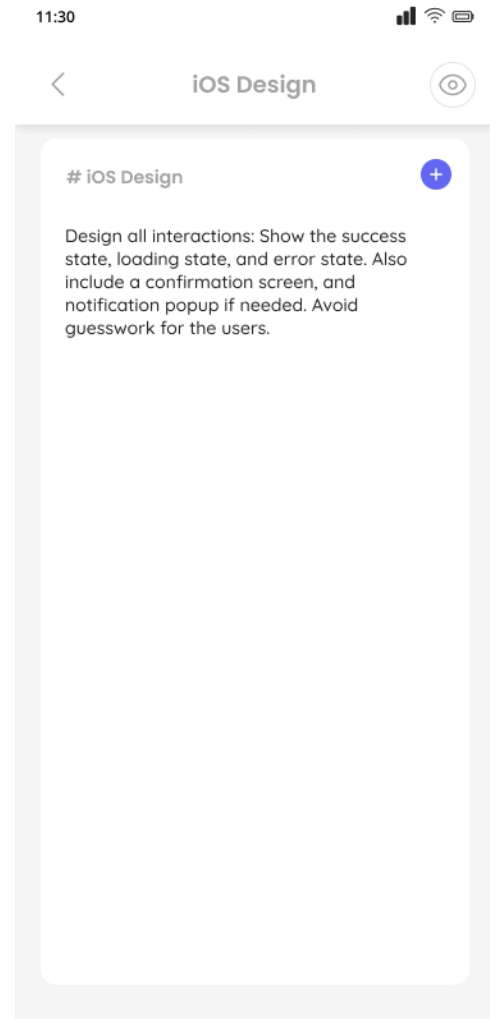 11:30
iOS Design
# iOS Design
+
Design all interactions: Show the success
state, loading state, and error state. Also
include a confirmation screen, and
notification popup if needed. Avoid
guesswork for the users.